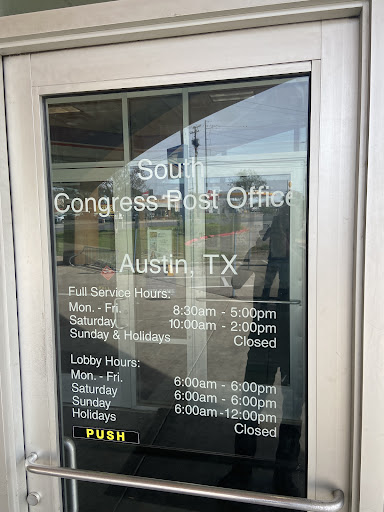 South
Congress Post Office
Austin, TX
Full Service Hours:
Mon. - Fri. 8:30am - 5:00pm
Saturday 10:00am - 2:00pm
Sunday & Holidays Closed
Lobby Hours:
Mon. - Fri. 6:00am - 6:00pm
Saturday 6:00am - 6:00pm
Sunday 6:00am -12:00pm
Holidays Closed
PUSH